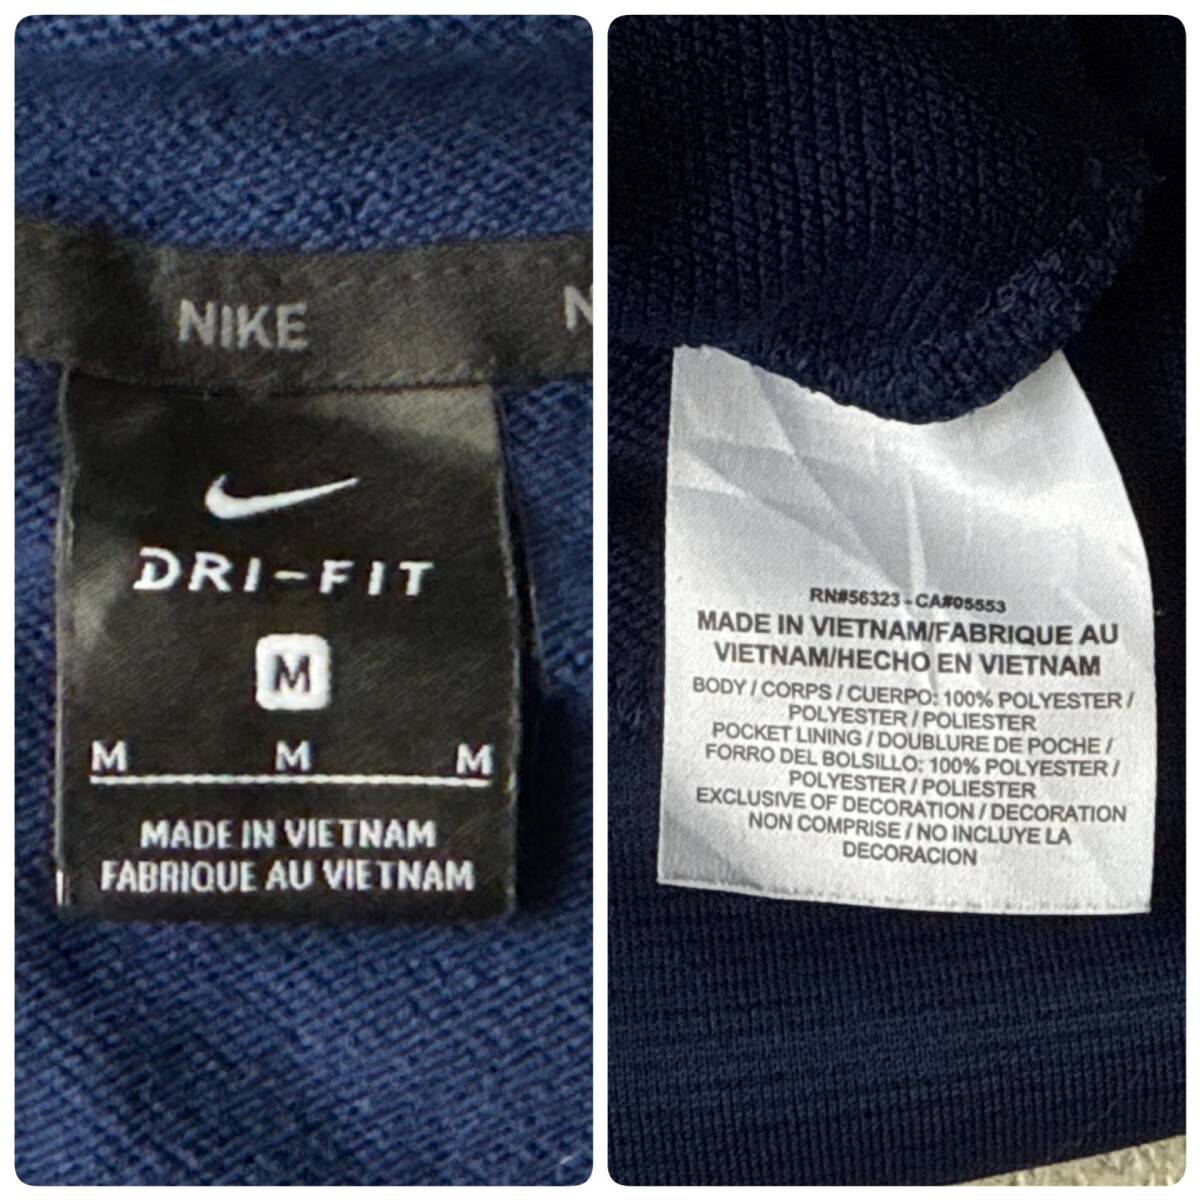 NIKE
N
DRI-FIT
M
M M M
MADE IN VIETNAM
FABRIQUE AU VIETNAM
RN#56323 - CA#05553
MADE IN VIETNAM/FABRIQUE AU
VIETNAM/HECHO EN VIETNAM
BODY / CORPS / CUERPO: 100% POLYESTER /
POLYESTER / POLIESTER
POCKET LINING / DOUBLURE DE POCHE /
FORRO DEL BOLSILLO: 100% POLYESTER /
POLYESTER / POLIESTER
EXCLUSIVE OF DECORATION / DECORATION
NON COMPRISE / NO INCLUYE LA
DECORACION